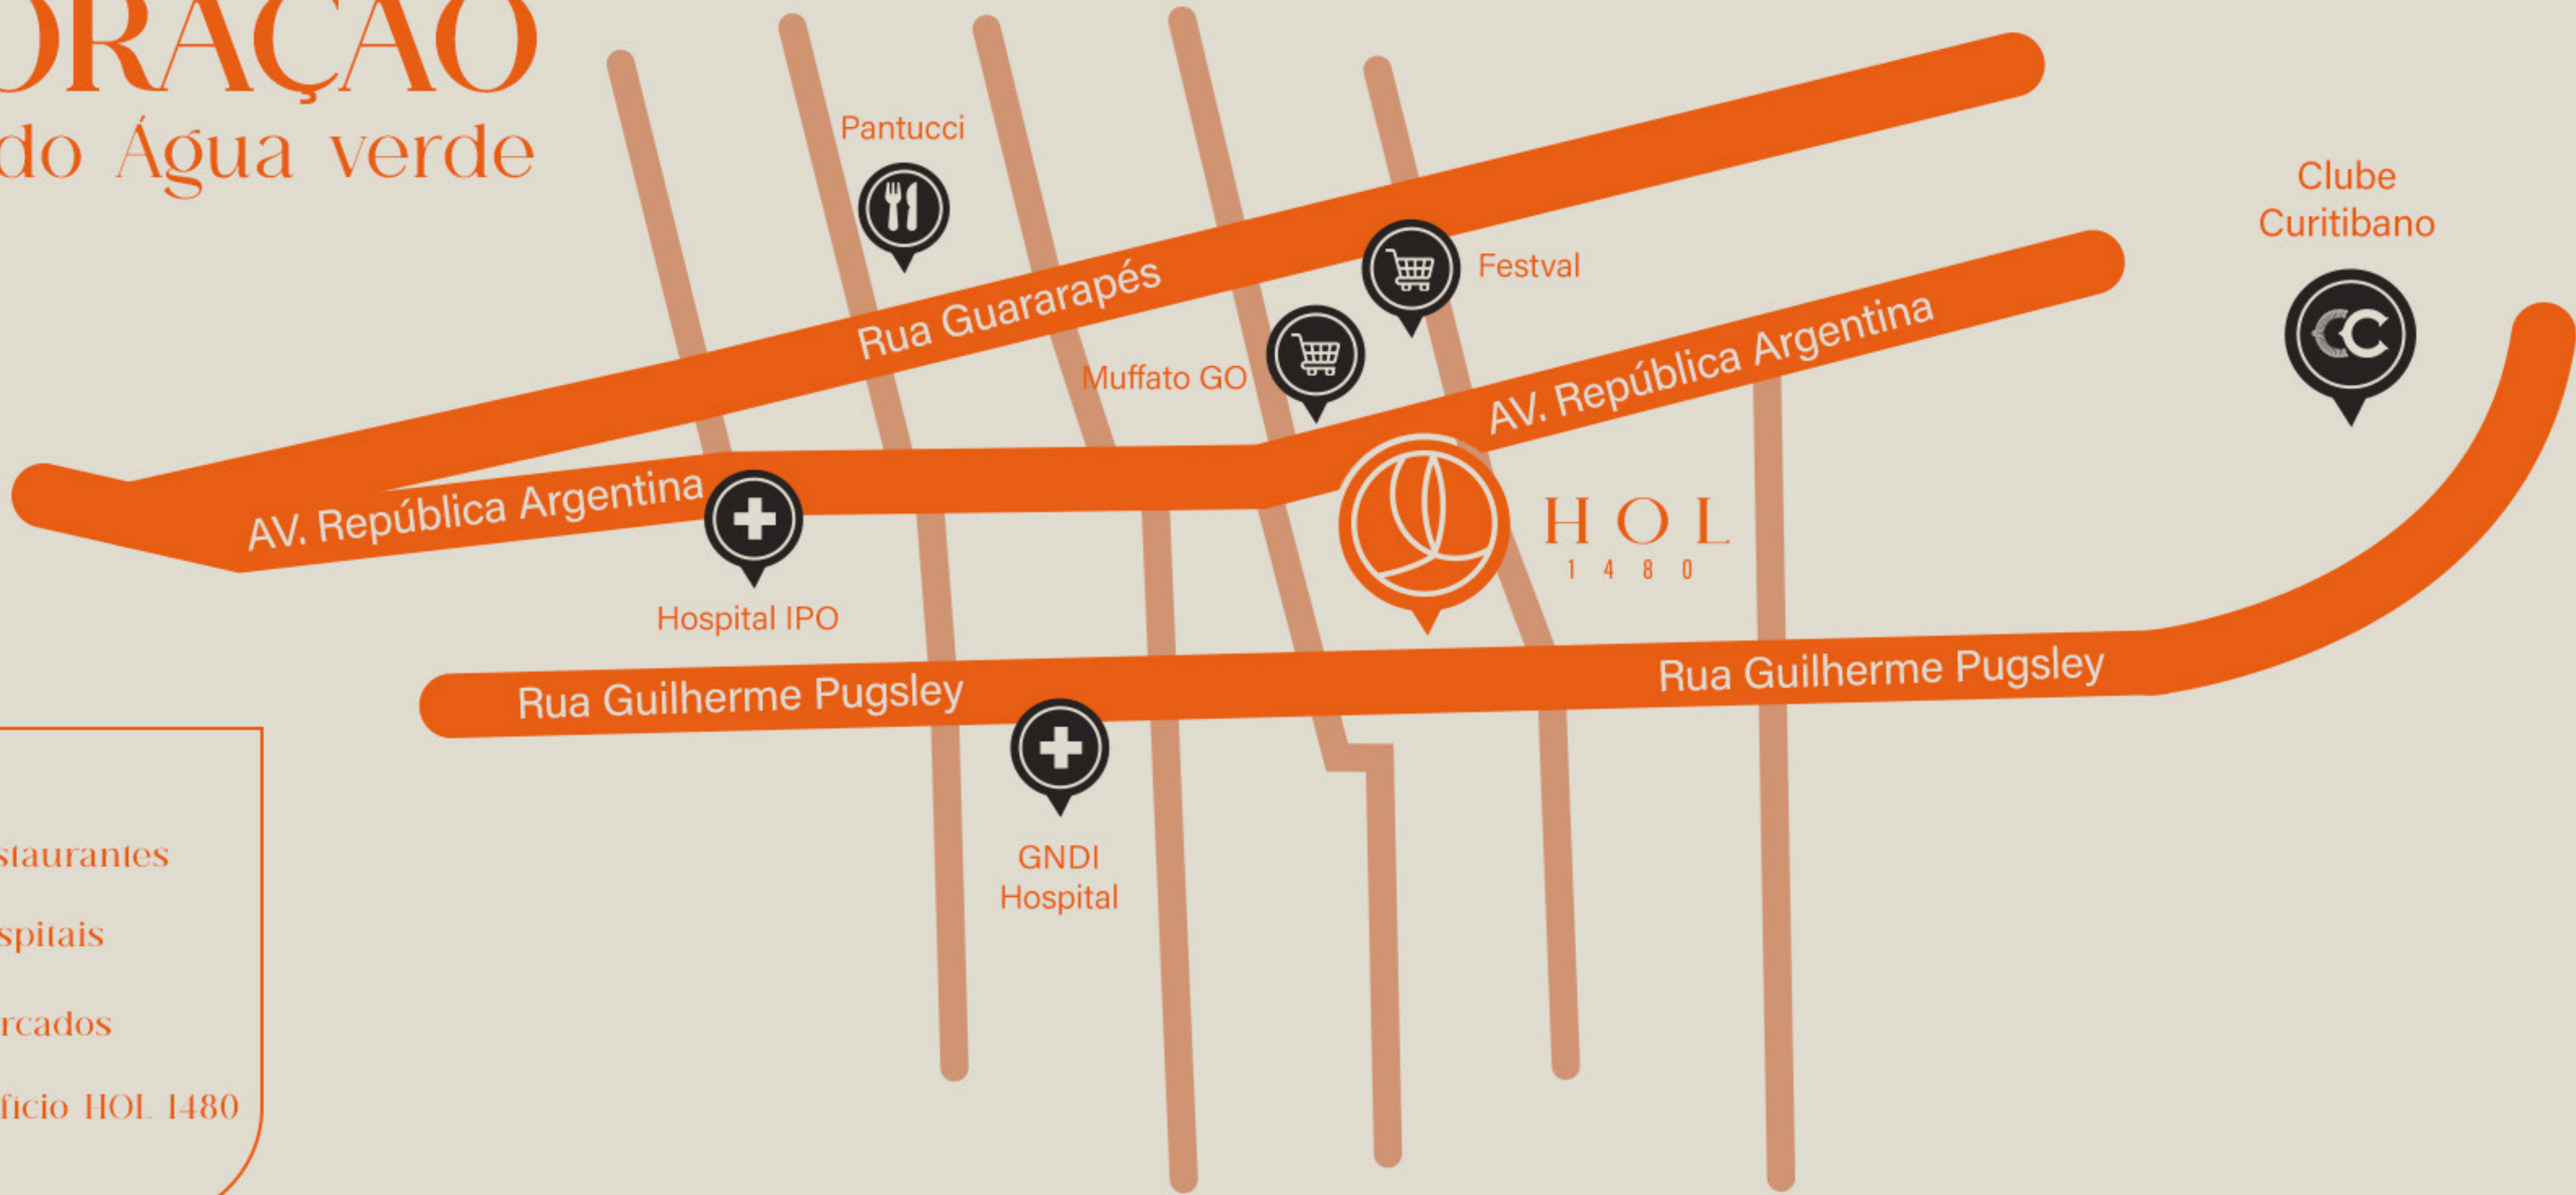 ORAÇÃO
do Água verde
Pantucci
Clube
Curitibano
Rua Guararapés
Festval
AV. República Argentina
Muffato GO
AV. República Argentina
HOL
1480
Hospital IPO
Rua Guilherme Pugsley
Rua Guilherme Pugsley
GNDI
Hospital
staurantes
spitais
rcados
fício HOL 1480